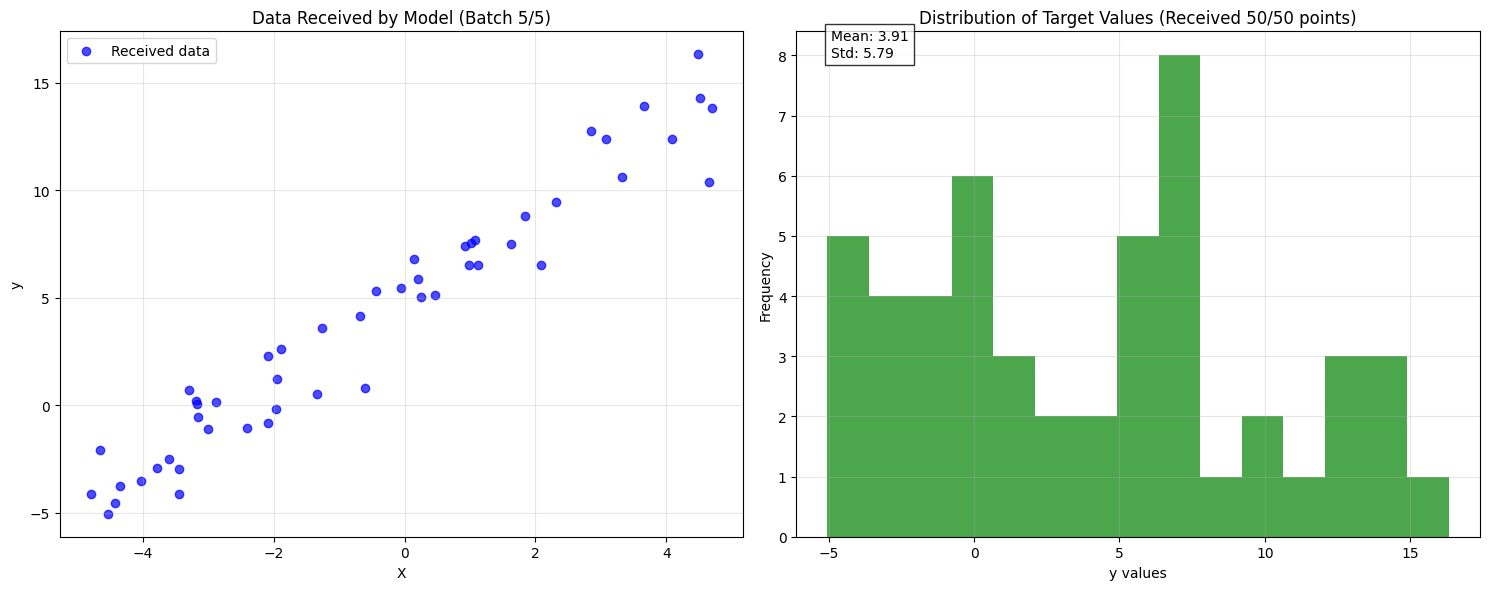 Data Received by Model (Batch 5/5)
Received data
15
10
5
0
−5
y
−4
−2
0
2
4
X
Distribution of Target Values (Received 50/50 points)
Mean: 3.91
Std: 5.79
8
7
6
5
4
3
2
1
0
Frequency
−5
0
5
10
15
y values